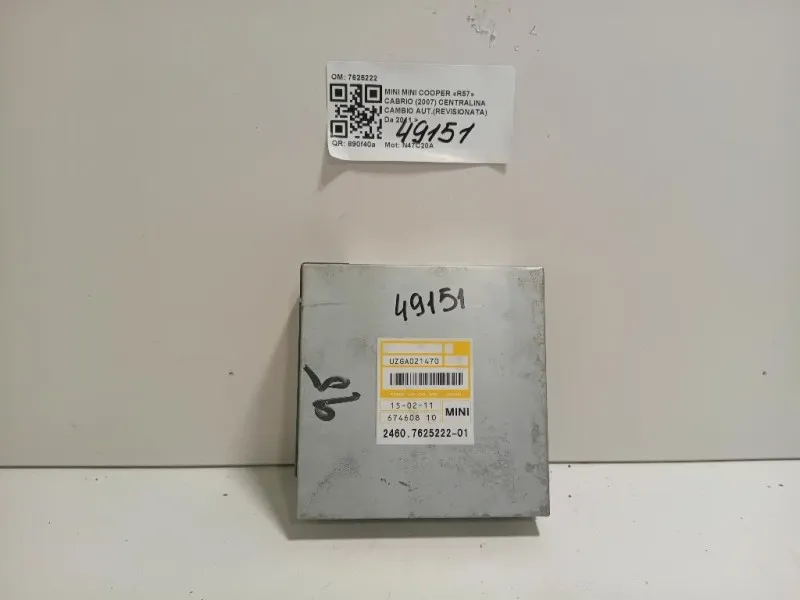 OM: 7625222
MINI MINI COOPER «R57»
CABRIO (2007) CENTRALINA
CAMBIO AUT.(REVISIONATA)
Da 2011 >
49151
QR: 890f40a
Mot: N47C20A
49151
UZGA021470
15-02-11
674608 10
MINI
2460.7625222-01